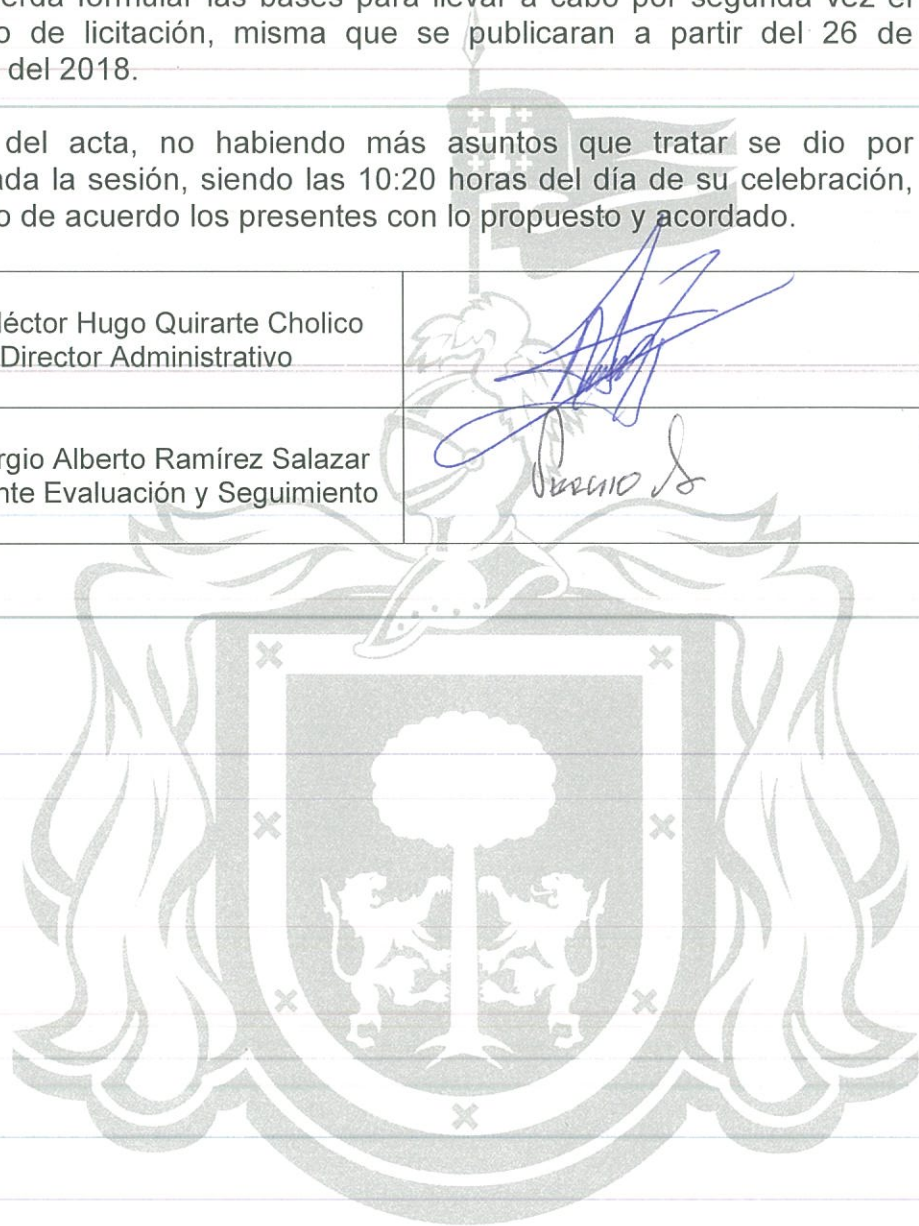 erda formular las bases para llevar a cabo por segunda vez el
o de licitación, misma que se publicaran a partir del 26 de
del 2018.
del acta, no habiendo más asuntos que tratar se dio por
ada la sesión, siendo las 10:20 horas del día de su celebración,
o de acuerdo los presentes con lo propuesto y acordado.
Héctor Hugo Quirarte Cholico
Director Administrativo
rgio Alberto Ramírez Salazar
nte Evaluación y Seguimiento